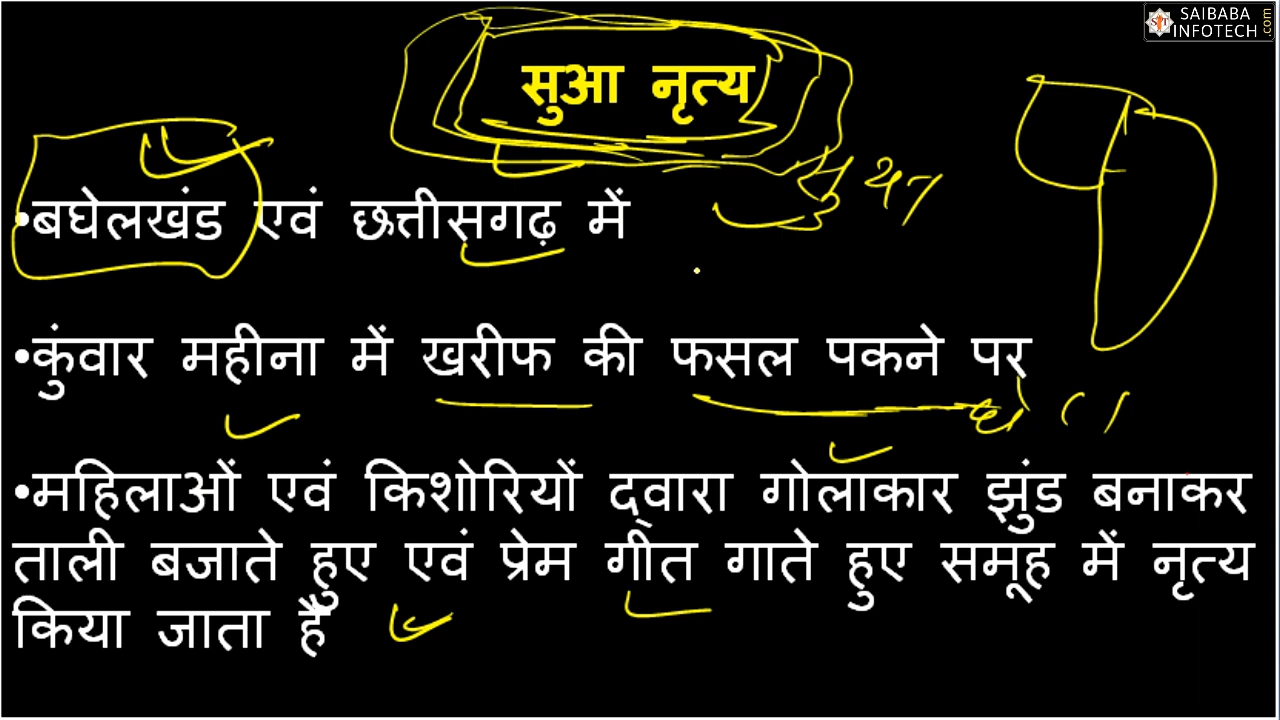 SAIBABA
INFOTECH.com
सुआ नृत्य
•बघेलखंड एवं छत्तीसगढ़ में
•कुंवार महीना में खरीफ की फसल पकने पर
•महिलाओं एवं किशोरियों द्वारा गोलाकार झुंड बनाकर
ताली बजाते हुए एवं प्रेम गीत गाते हुए समूह में नृत्य
किया जाता है